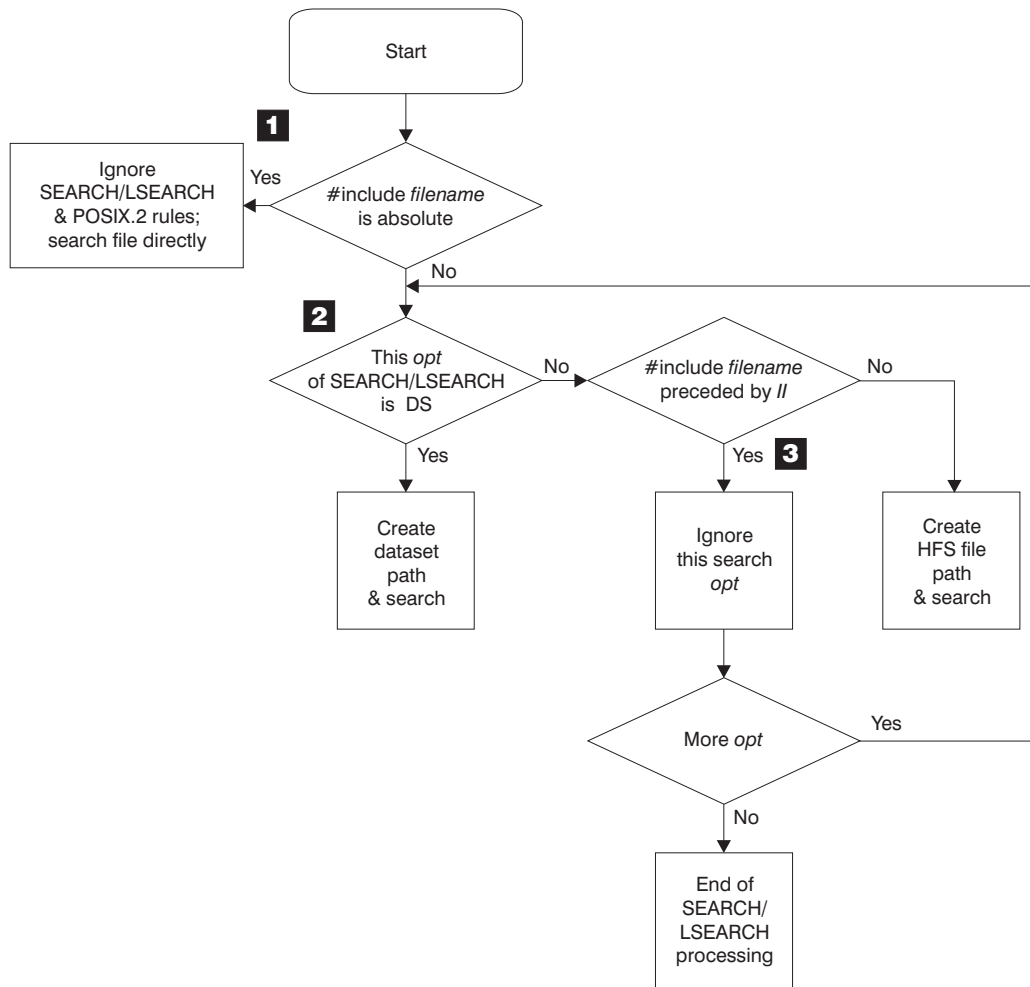 Start
1
Ignore
SEARCH/LSEARCH
& POSIX.2 rules;
search file directly
Yes
#include filename
is absolute
No
2
This opt
of SEARCH/LSEARCH
is DS
No
#include filename
preceded by //
No
Yes
Yes
3
Create
dataset
path
& search
Ignore
this search
opt
Create
HFS file
path
& search
More opt
Yes
No
End of
SEARCH/
LSEARCH
processing